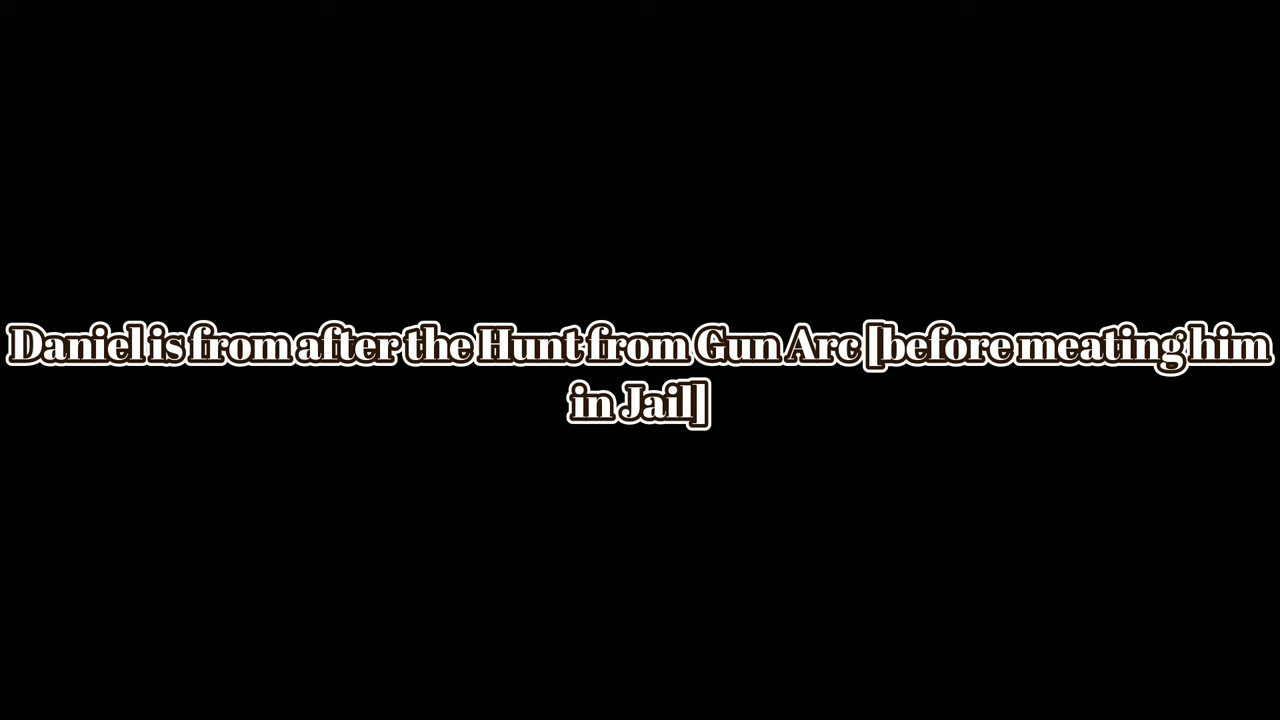 Daniel is from after the Hunt from Gun Arc [before meating him
in Jail]